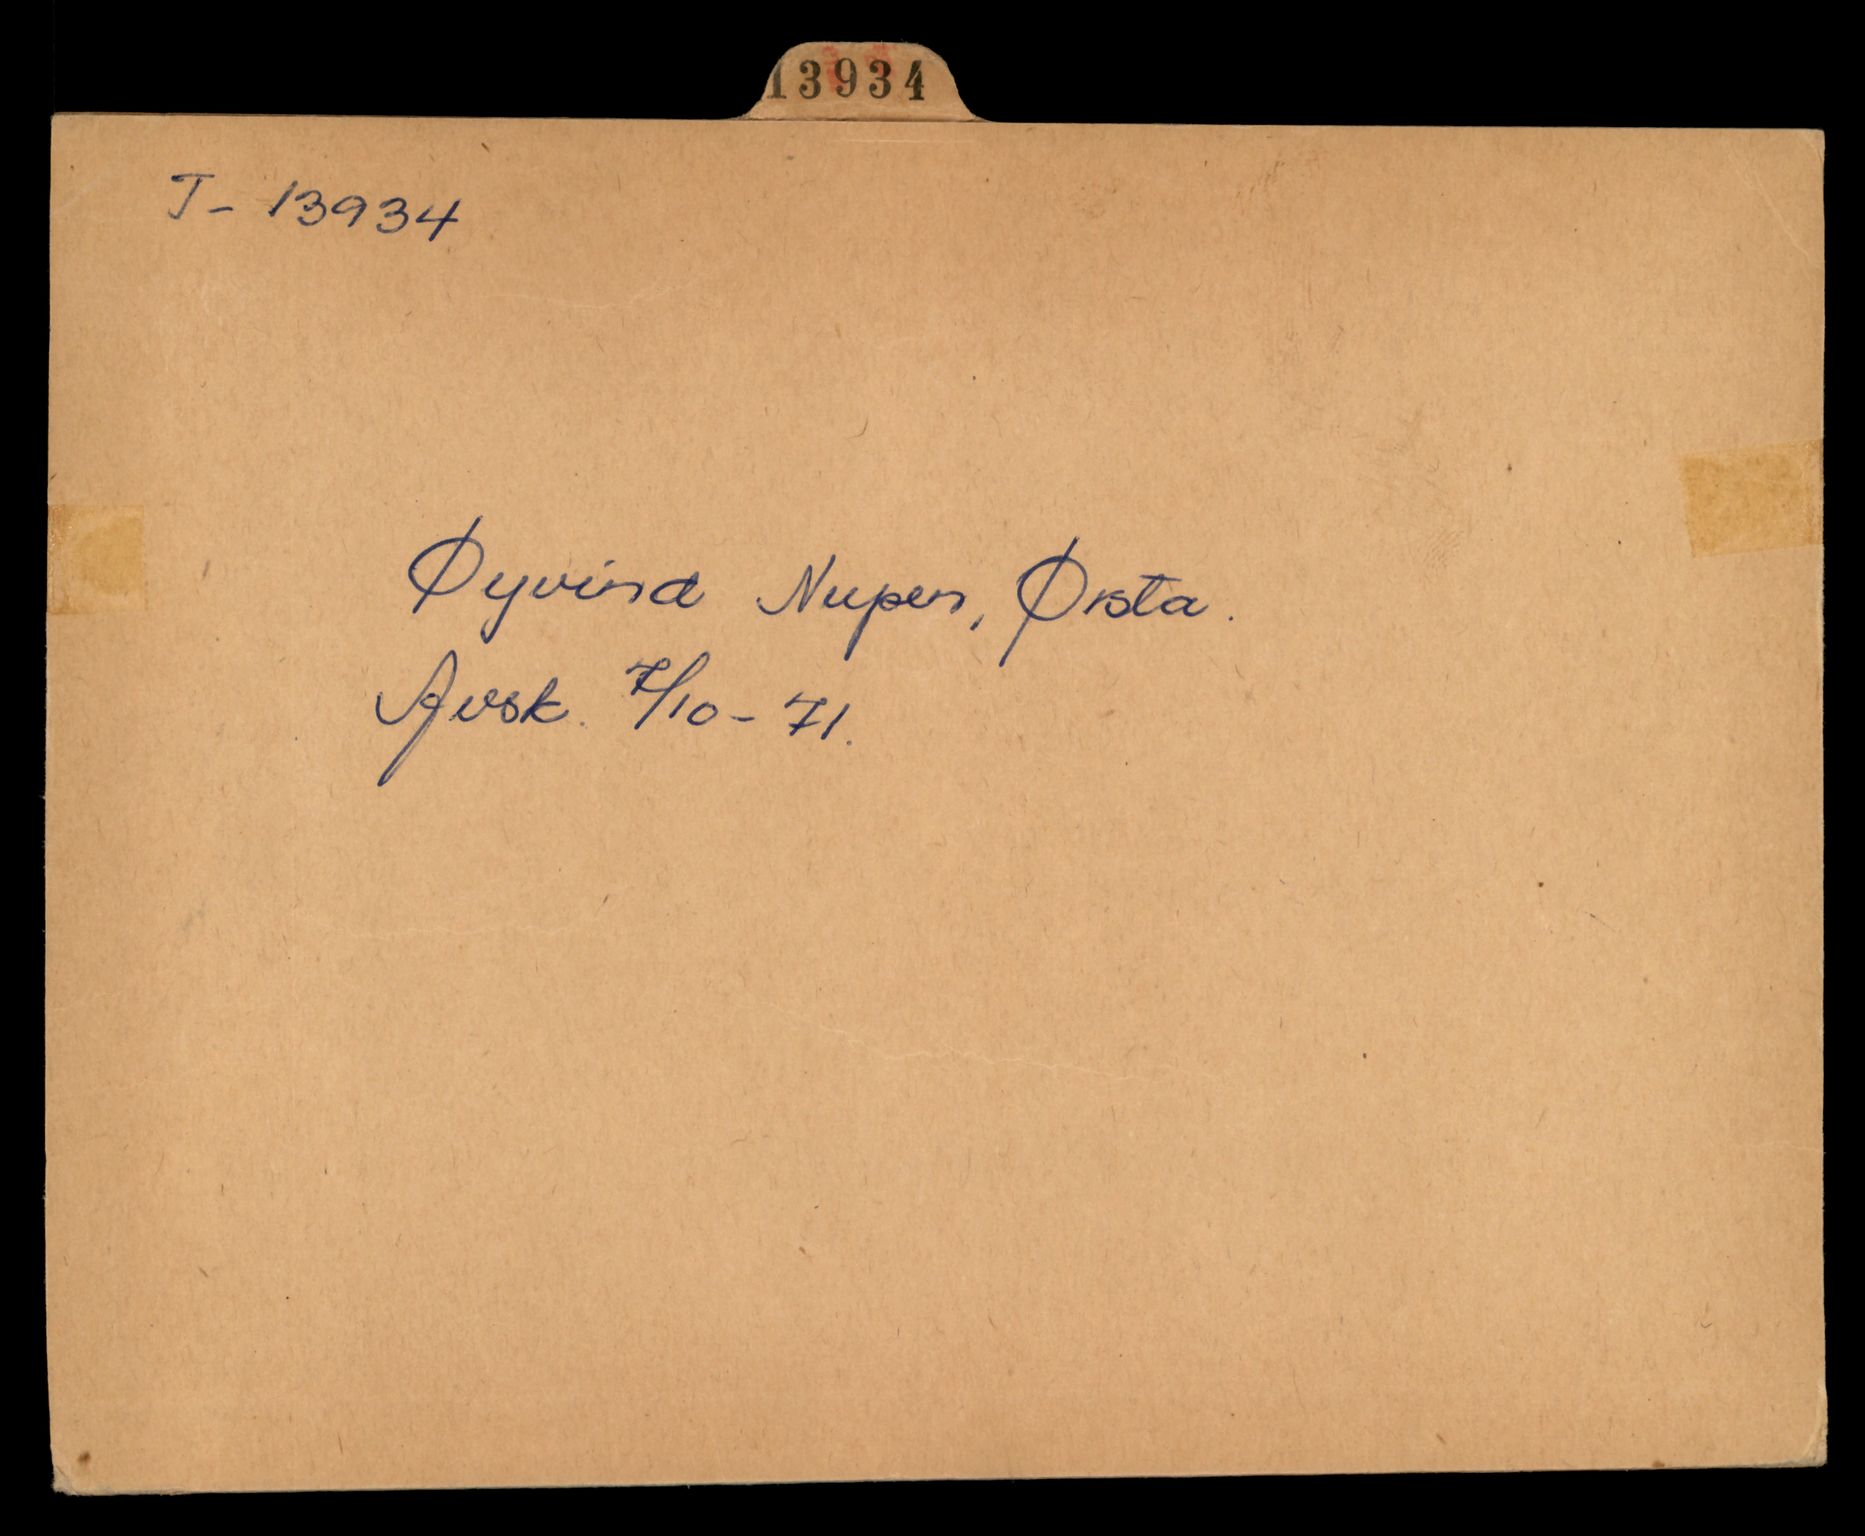 13934
J- 13934
Øyvind Nupen, Ørsta.
Avsk. 7/10-71.